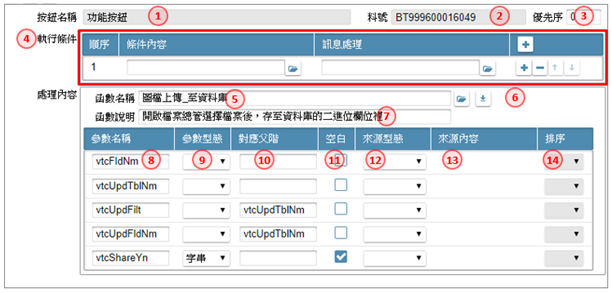 按鈕名稱 功能按鈕 1 料號 BT999600016049 2 優先序 0 3
4 執行條件
順序 條件內容 訊息處理
1
處理內容
函數名稱 圖檔上傳_至資料庫 5 6
函數說明 開啟檔案總管選擇檔案後，存至資料庫的二進位欄位裡 7
參數名稱 參數型態 對應父階 空白 來源型態 來源內容 排序
vtcFldNm 8 9 10 11 12 13 14
vtcUpdTblNm
vtcUpdFilt vtcUpdTblNm
vtcUpdFldNm vtcUpdTblNm
vtcShareYn 字串